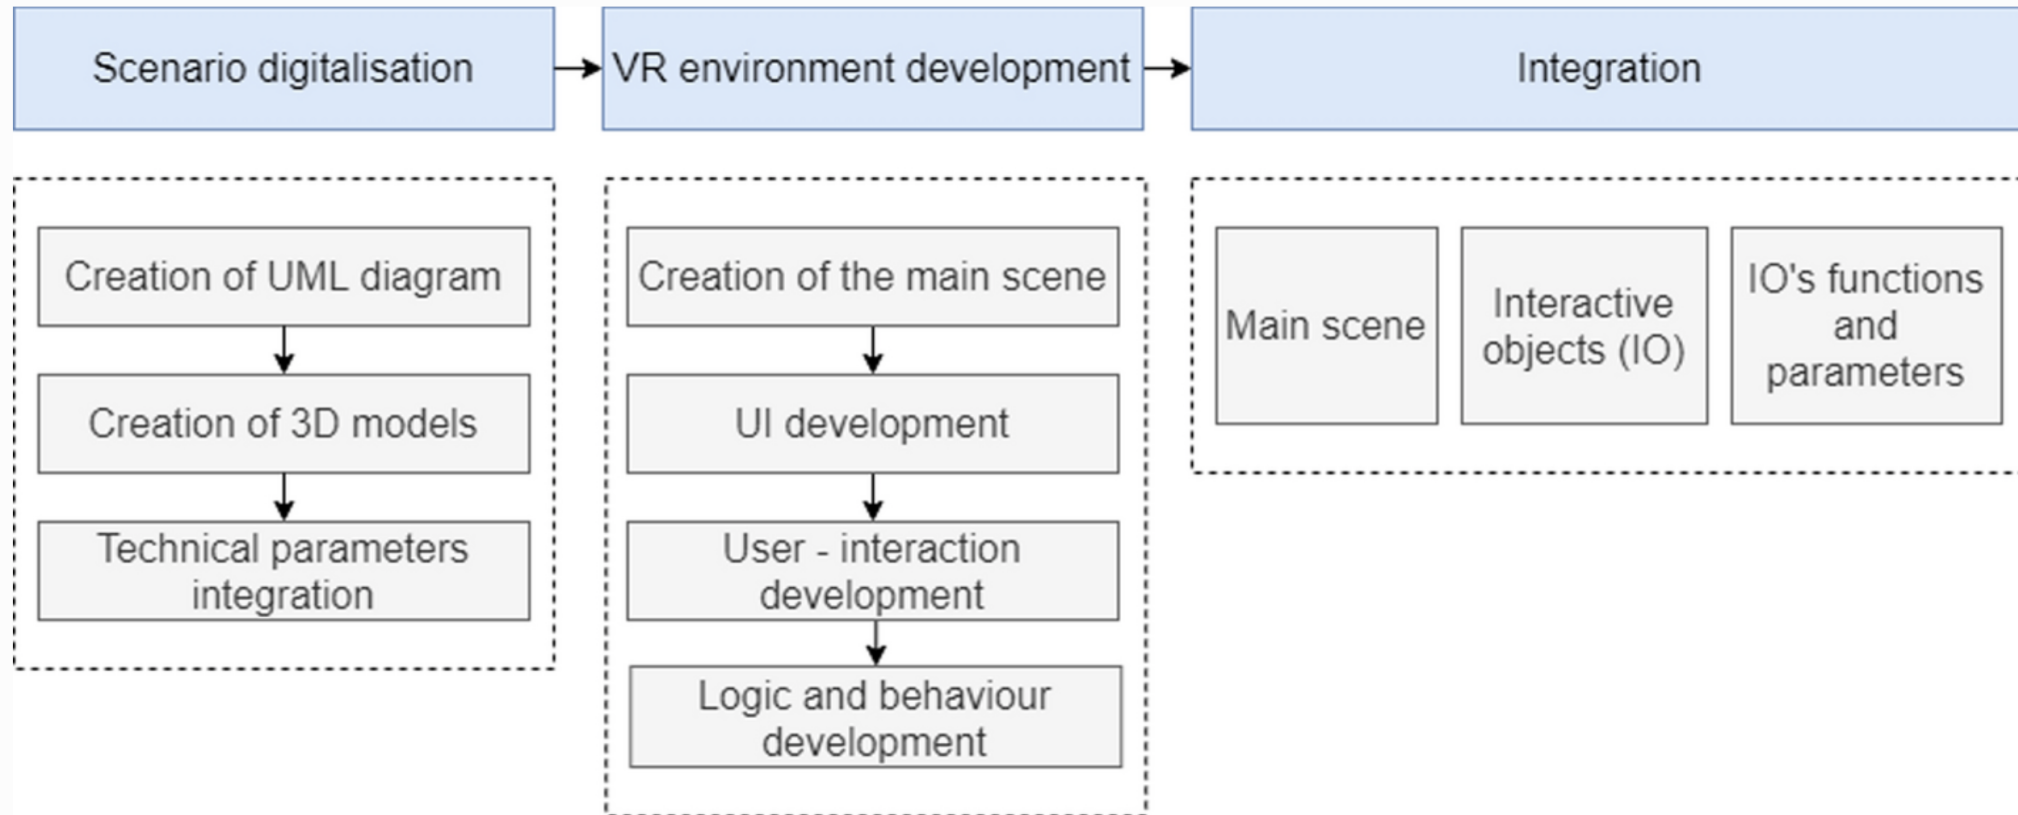 Scenario digitalisation
VR environment development
Integration
Creation of UML diagram
Creation of 3D models
Technical parameters
integration
Creation of the main scene
UI development
User - interaction
development
Logic and behaviour
development
Main scene
Interactive
objects (IO)
IO's functions
and
parameters